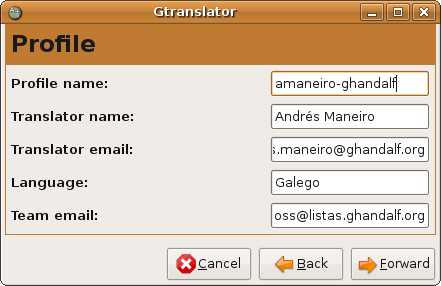 Gtranslator
Profile
Profile name: amaneiro-ghandalf
Translator name: Andrés Maneiro
Translator email: s.maneiro@ghandalf.org
Language: Galego
Team email: oss@listas.ghandalf.org
Cancel Back Forward